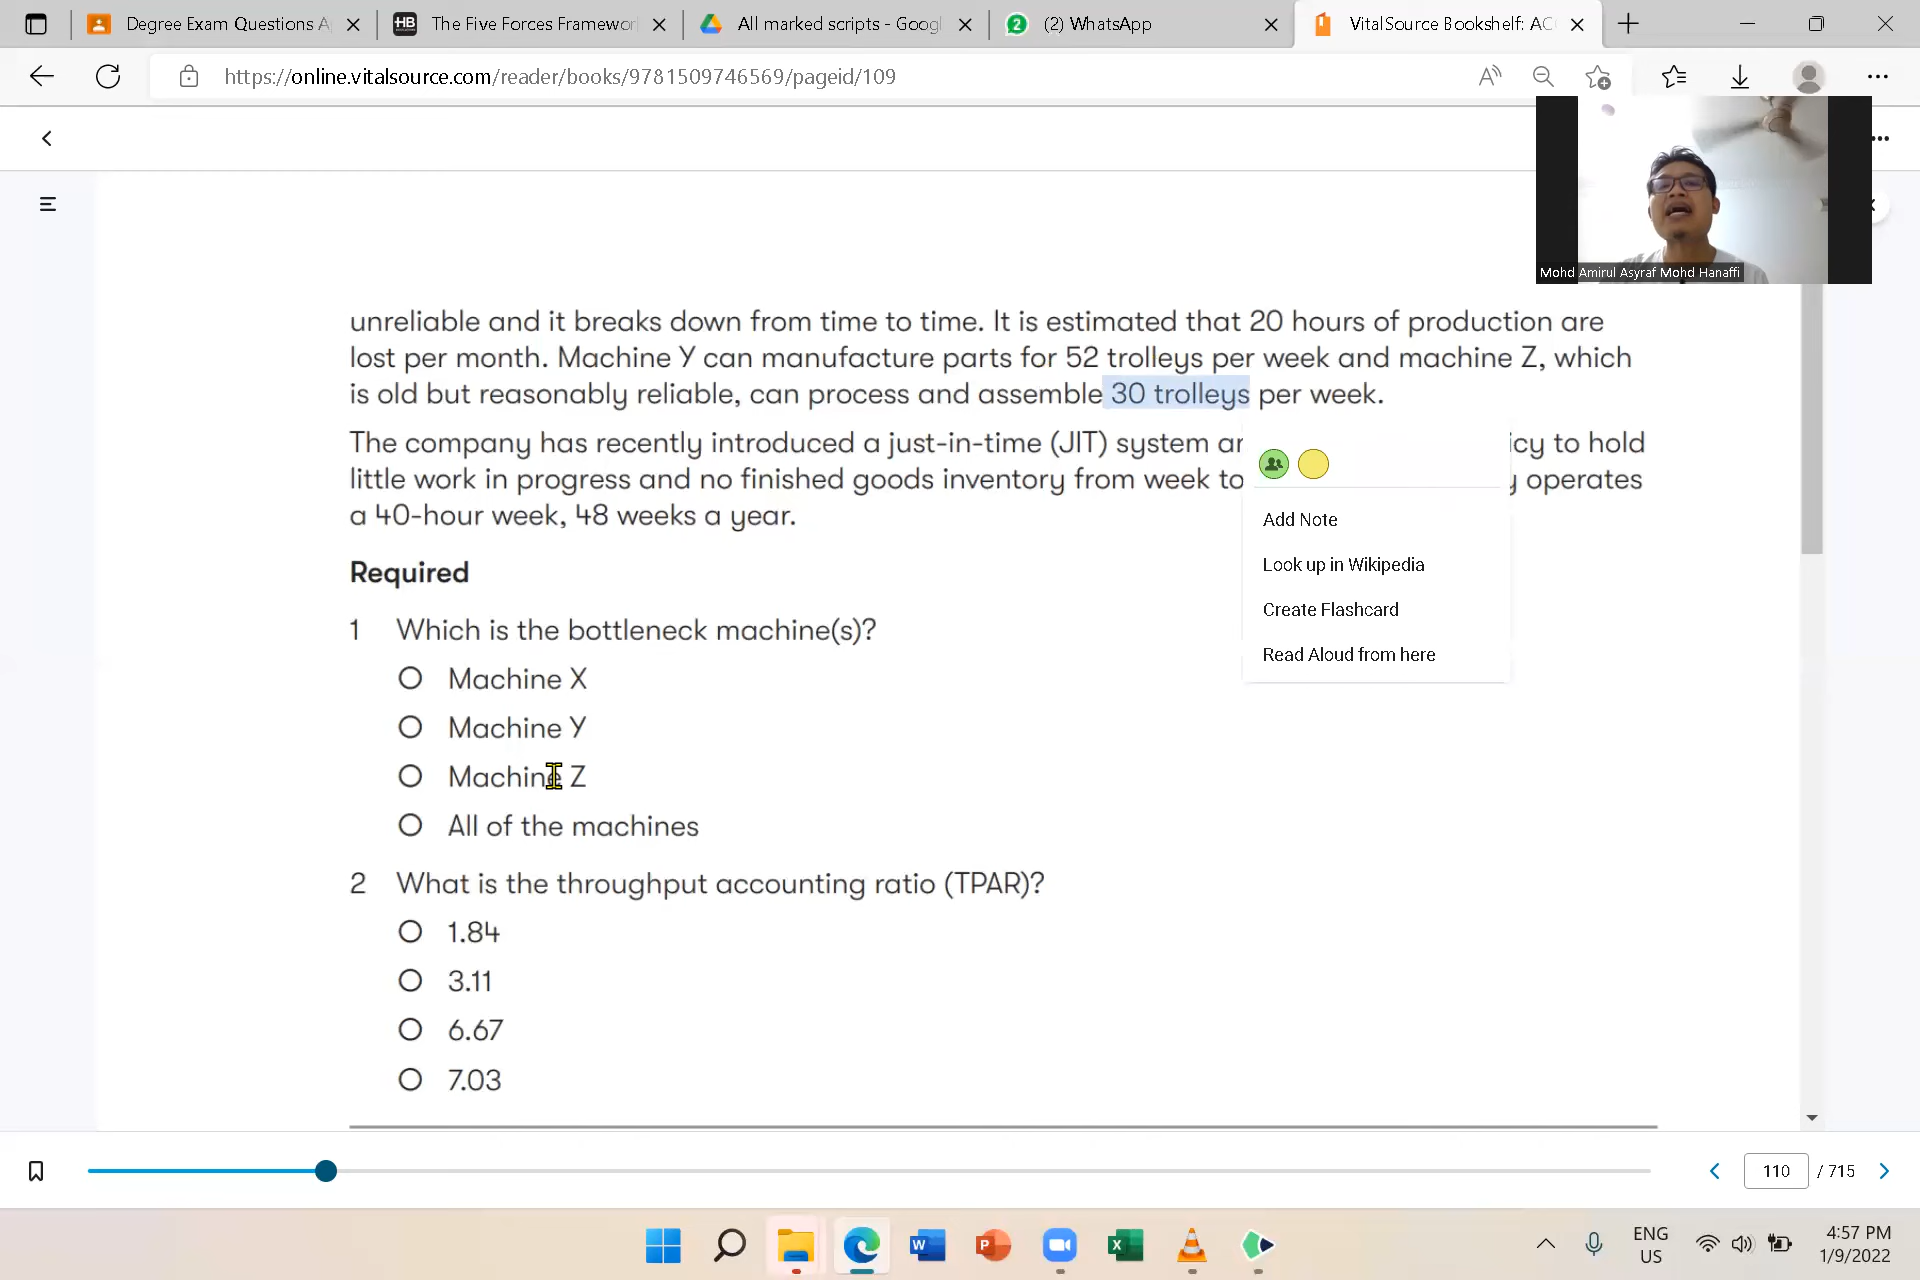 Degree Exam Questions A
The Five Forces Framewor
All marked scripts - Googl
(2) WhatsApp
VitalSource Bookshelf: AC
https://online.vitalsource.com/reader/books/9781509746569/pageid/109
Mohd Amirul Asyraf Mohd Hanaffi
unreliable and it breaks down from time to time. It is estimated that 20 hours of production are
lost per month. Machine Y can manufacture parts for 52 trolleys per week and machine Z, which
is old but reasonably reliable, can process and assemble 30 trolleys per week.
The company has recently introduced a just-in-time (JIT) system ar icy to hold
little work in progress and no finished goods inventory from week to y operates
a 40-hour week, 48 weeks a year.
Add Note
Look up in Wikipedia
Create Flashcard
Read Aloud from here
Required
1 Which is the bottleneck machine(s)?
Machine X
Machine Y
Machine Z
All of the machines
2 What is the throughput accounting ratio (TPAR)?
1.84
3.11
6.67
7.03
110 / 715
ENG
US
4:57 PM
1/9/2022